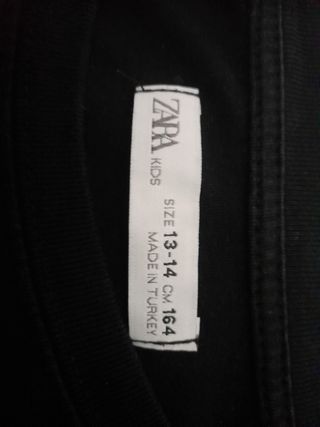 ZARA
KIDS
SIZE 13-14 CM 164
MADE IN TURKEY